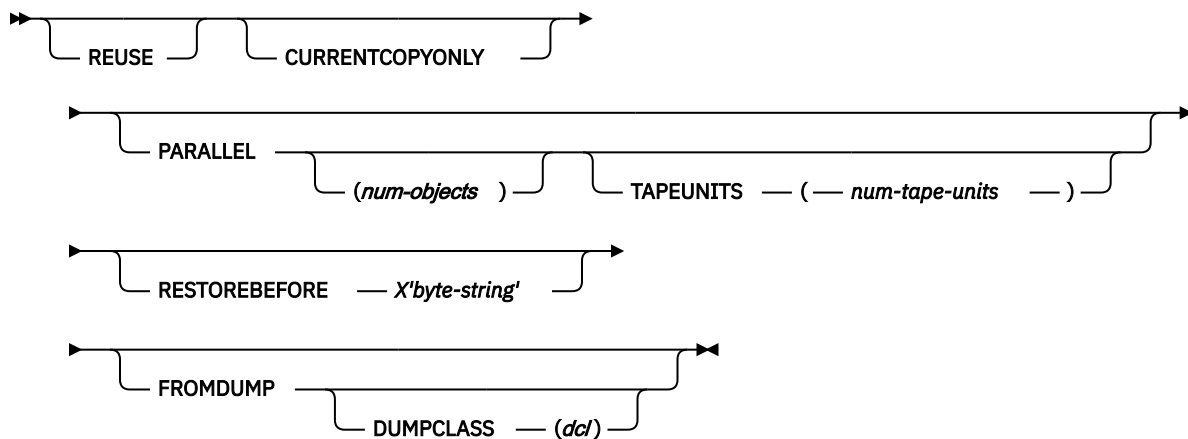 REUSE CURRENTCOPYONLY
PARALLEL
(num-objects ) TAPEUNITS ( num-tape-units )
RESTOREBEFORE X'byte-string'
FROMDUMP
DUMPCLASS (dcl)